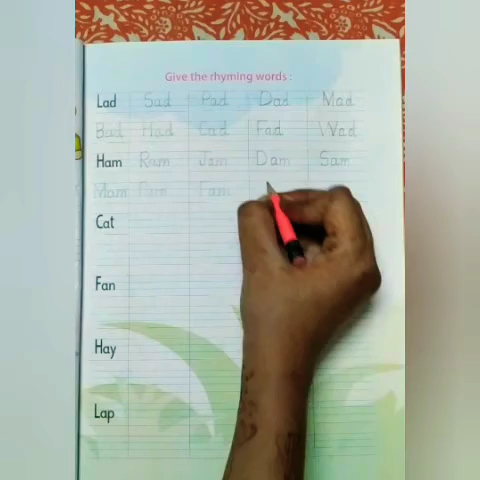 Give the rhyming words :
Lad Sad Pad Dad Mad
Bad Had Cad Fad Wad
Ham Ram Jam Dam Sam
Mam Pam Fam
Cat
Fan
Hay
Lap